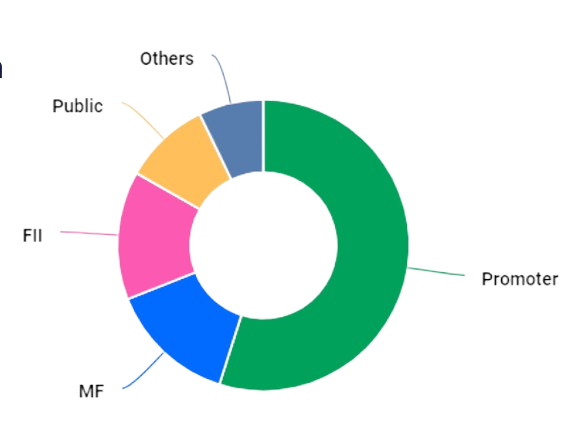 Others
Public
FII
Promoter
MF